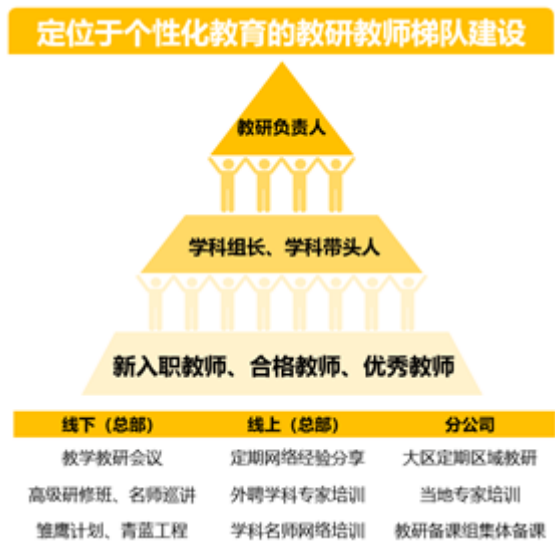 定位于个性化教育的教研教师梯队建设
教研负责人
学科组长、学科带头人
新入职教师、合格教师、优秀教师
线下（总部） 线上（总部） 分公司
教学教研会议 定期网络经验分享 大区定期区域教研
高级研修班、名师巡讲 外聘学科专家培训 当地专家培训
雏鹰计划、青蓝工程 学科名师网络培训 教研备课组集体备课